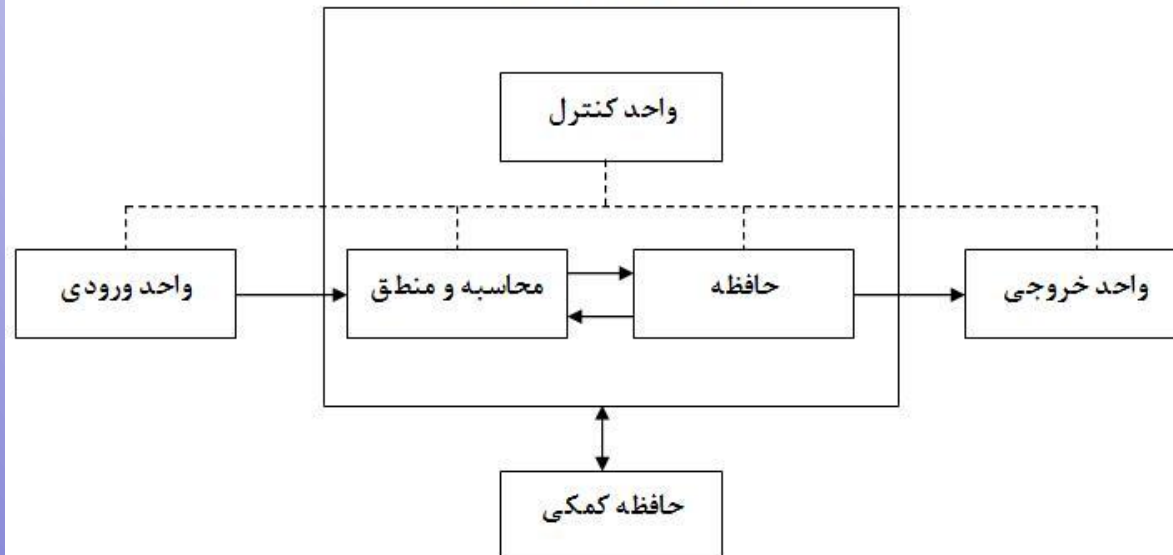 واحد کنترل
واحد ورودی
محاسبه و منطق
حافظه
واحد خروجی
حافظه کمکی